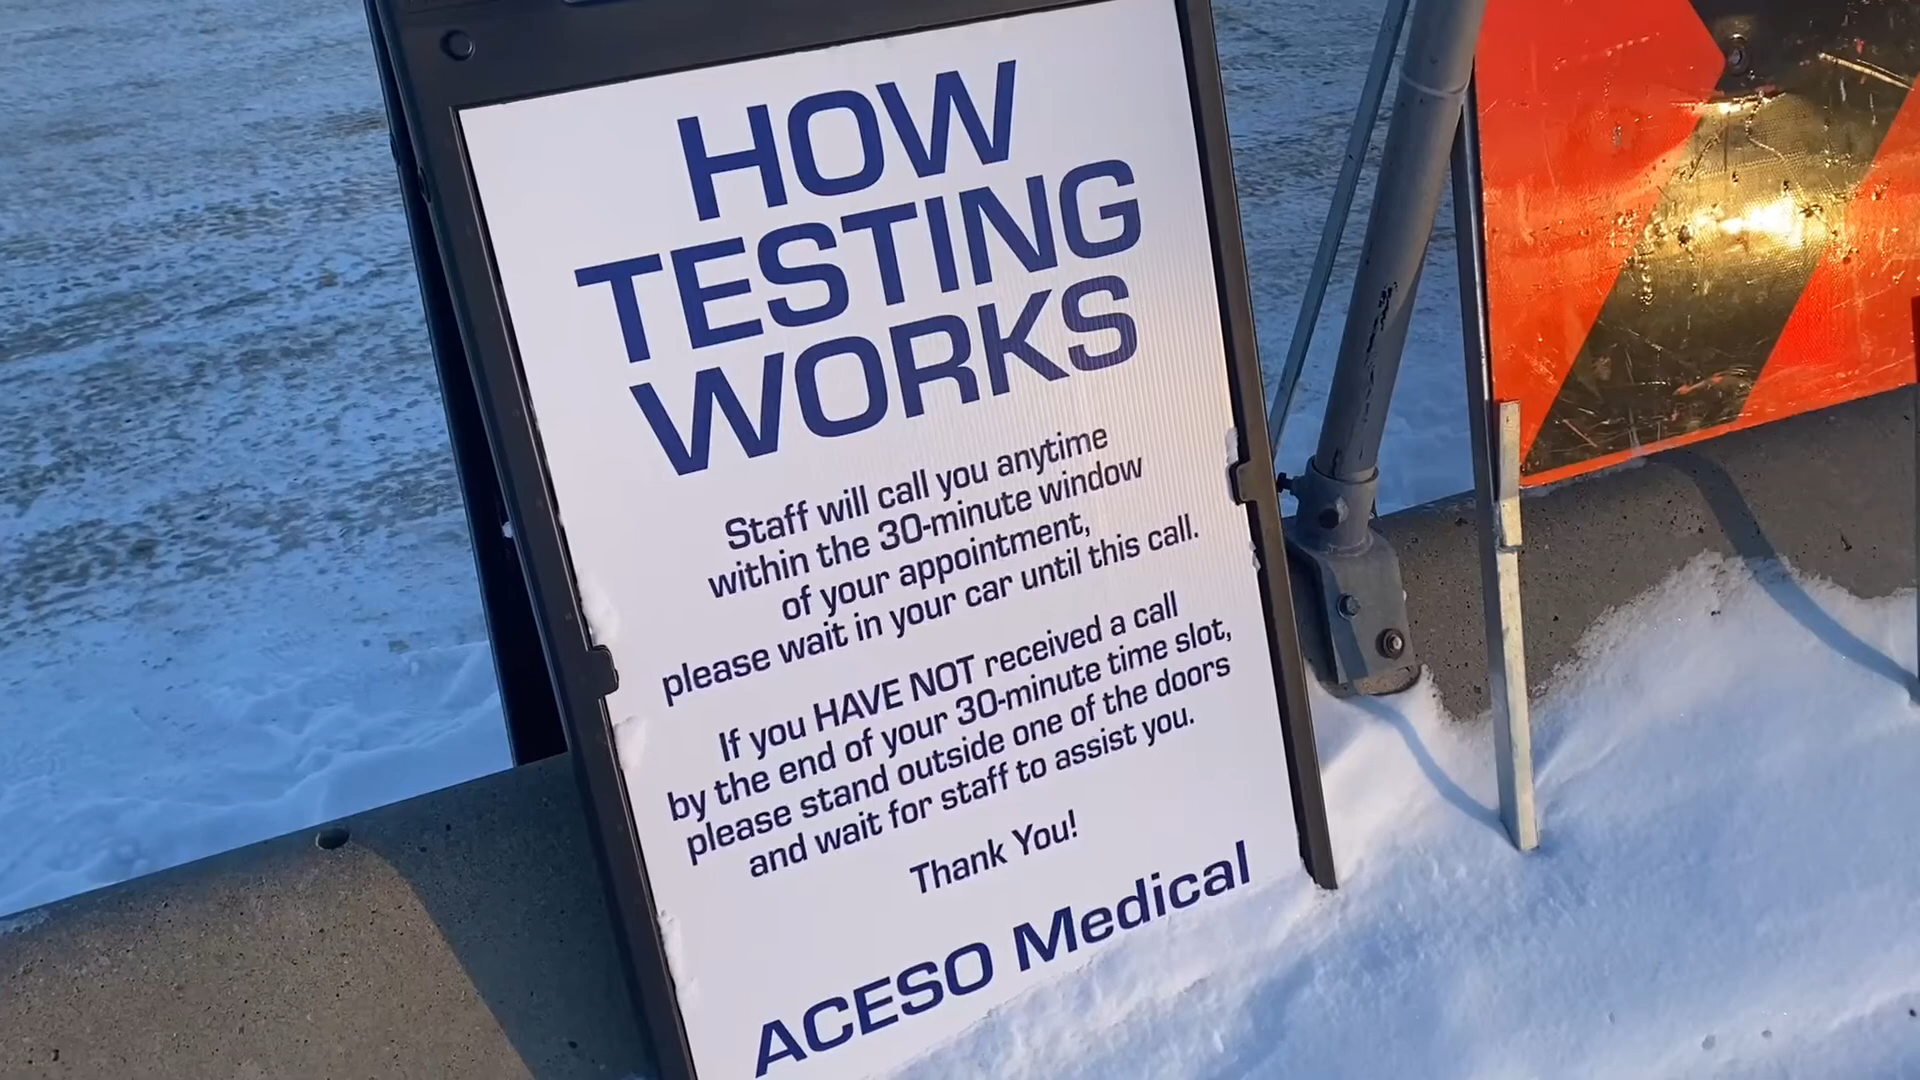 HOW
TESTING
WORKS
Staff will call you anytime
within the 30-minute window
of your appointment,
please wait in your car until this call.
If you HAVE NOT received a call
by the end of your 30-minute time slot,
please stand outside one of the doors
and wait for staff to assist you.
Thank You!
ACESO Medical